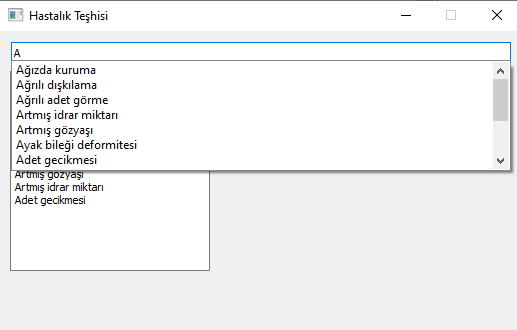 Hastalık Teşhisi
A
Ağızda kuruma
Ağrılı dışkılama
Ağrılı adet görme
Artmış idrar miktarı
Artmış gözyaşı
Ayak bileği deformitesi
Adet gecikmesi
Artmış gözyaşı
Artmış idrar miktarı
Adet gecikmesi